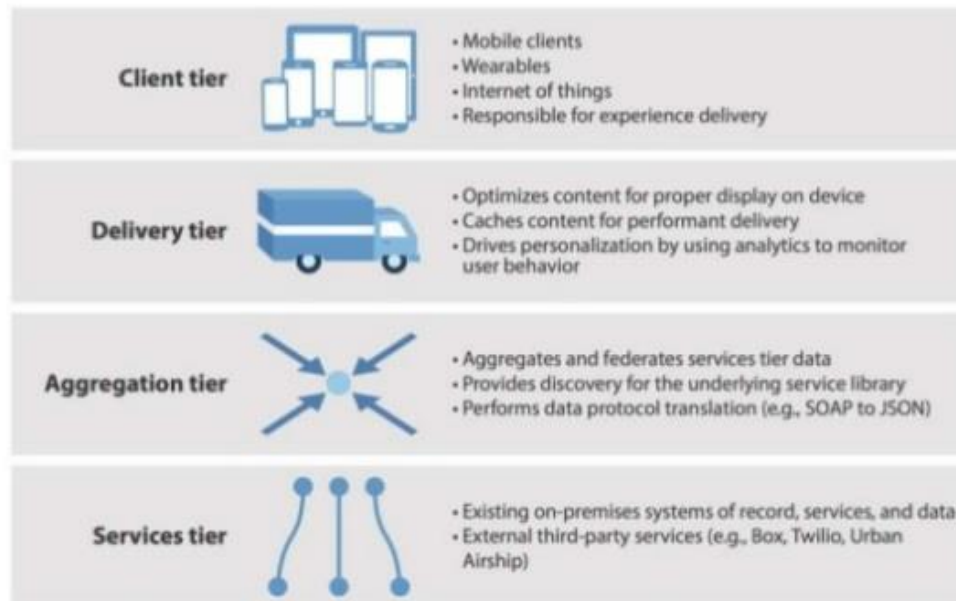 Client tier
• Mobile clients
• Wearables
• Internet of things
• Responsible for experience delivery
Delivery tier
• Optimizes content for proper display on device
• Caches content for performant delivery
• Drives personalization by using analytics to monitor
user behavior
Aggregation tier
• Aggregates and federates services tier data
• Provides discovery for the underlying service library
• Performs data protocol translation (e.g., SOAP to JSON)
Services tier
• Existing on-premises systems of record, services, and data
• External third-party services (e.g., Box, Twilio, Urban
Airship)